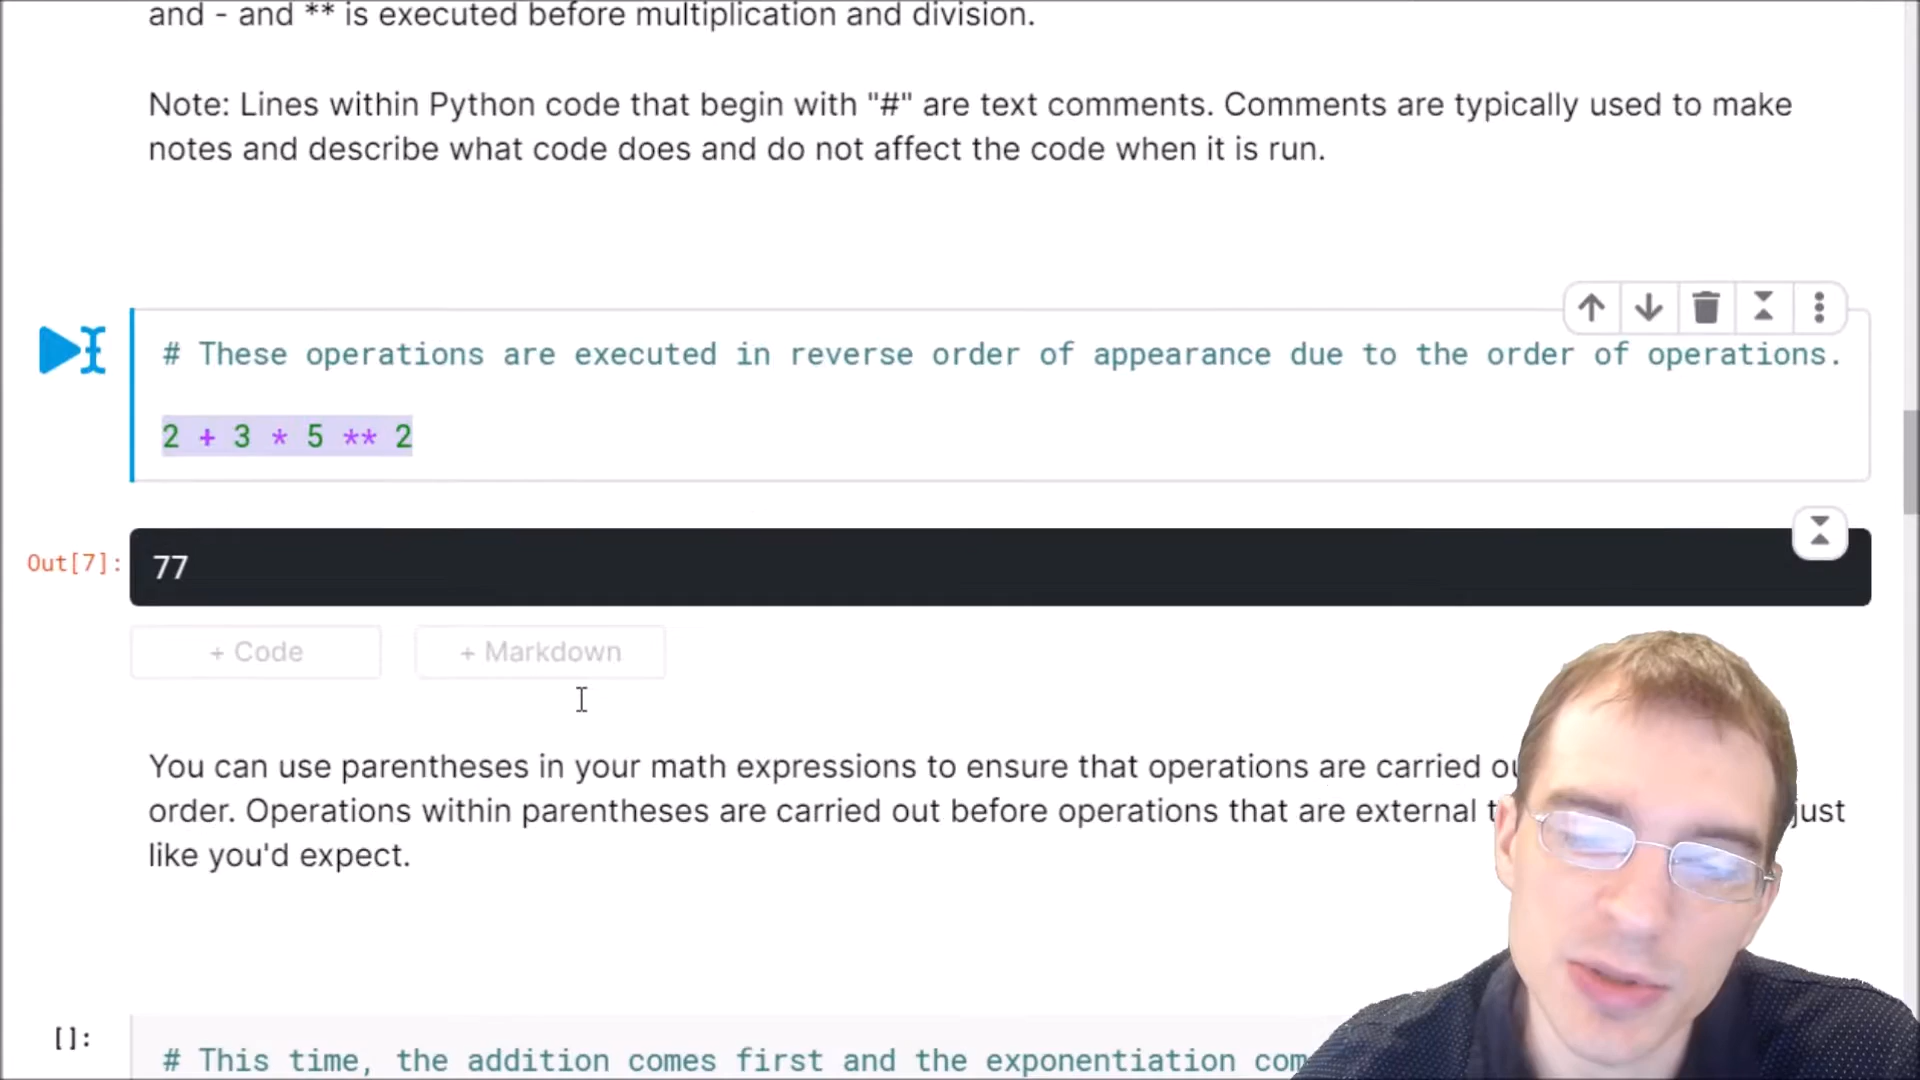 and - and ** is executed before multiplication and division.
Note: Lines within Python code that begin with "#" are text comments. Comments are typically used to make
notes and describe what code does and do not affect the code when it is run.
# These operations are executed in reverse order of appearance due to the order of operations.
2 + 3 * 5 ** 2
Out[7]:
77
+ Code + Markdown
You can use parentheses in your math expressions to ensure that operations are carried
order. Operations within parentheses are carried out before operations that are external just
like you'd expect.
[]:
# This time, the addition comes first and the exponentiation